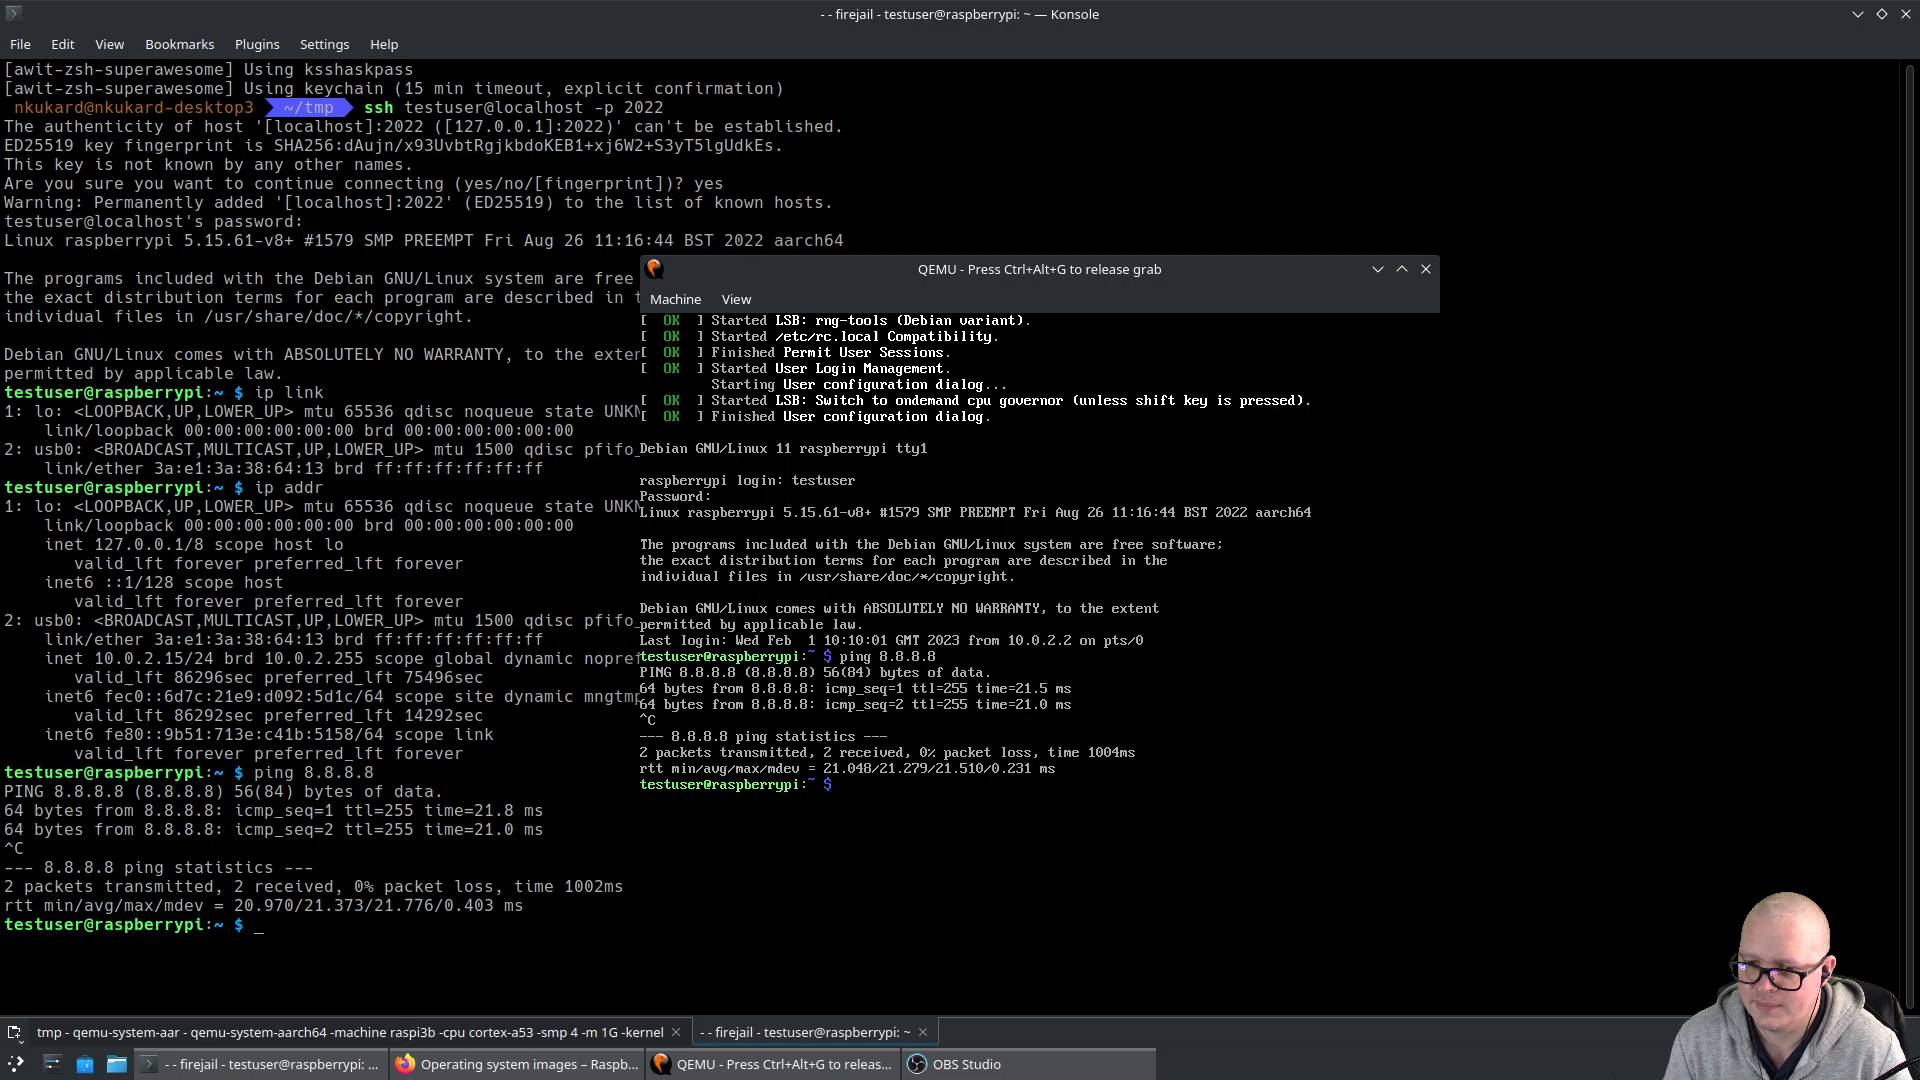 - - firejail - testuser@raspberrypi: ~ — Konsole
File Edit View Bookmarks Plugins Settings Help
[awit-zsh-superawesome] Using ksshaskpass
[awit-zsh-superawesome] Using keychain (15 min timeout, explicit confirmation)
nkukard@nkukard-desktop3 ~/tmp ssh testuser@localhost -p 2022
The authenticity of host '[localhost]:2022 ([127.0.0.1]:2022)' can't be established.
ED25519 key fingerprint is SHA256:dAujn/x93UvbtRgjkbdoKEB1+xj6W2+S3yT5lgUdkEs.
This key is not known by any other names.
Are you sure you want to continue connecting (yes/no/[fingerprint])? yes
Warning: Permanently added '[localhost]:2022' (ED25519) to the list of known hosts.
testuser@localhost's password:
Linux raspberrypi 5.15.61-v8+ #1579 SMP PREEMPT Fri Aug 26 11:16:44 BST 2022 aarch64
The programs included with the Debian GNU/Linux system are free
the exact distribution terms for each program are described in t
individual files in /usr/share/doc/*/copyright.
Debian GNU/Linux comes with ABSOLUTELY NO WARRANTY, to the exter
permitted by applicable law.
testuser@raspberrypi:~ $ ip link
1: lo: <LOOPBACK,UP,LOWER_UP> mtu 65536 qdisc noqueue state UNKN
link/loopback 00:00:00:00:00:00 brd 00:00:00:00:00:00
2: usb0: <BROADCAST,MULTICAST,UP,LOWER_UP> mtu 1500 qdisc pfifo_
link/ether 3a:e1:3a:38:64:13 brd ff:ff:ff:ff:ff:ff
testuser@raspberrypi:~ $ ip addr
1: lo: <LOOPBACK,UP,LOWER_UP> mtu 65536 qdisc noqueue state UNKN
link/loopback 00:00:00:00:00:00 brd 00:00:00:00:00:00
inet 127.0.0.1/8 scope host lo
valid_lft forever preferred_lft forever
inet6 ::1/128 scope host
valid_lft forever preferred_lft forever
2: usb0: <BROADCAST,MULTICAST,UP,LOWER_UP> mtu 1500 qdisc pfifo_
link/ether 3a:e1:3a:38:64:13 brd ff:ff:ff:ff:ff:ff
inet 10.0.2.15/24 brd 10.0.2.255 scope global dynamic nopref
valid_lft 86296sec preferred_lft 75496sec
inet6 fec0::6d7c:21e9:d092:5d1c/64 scope site dynamic mngtmp
valid_lft 86292sec preferred_lft 14292sec
inet6 fe80::9b51:713e:c41b:5158/64 scope link
valid_lft forever preferred_lft forever
testuser@raspberrypi:~ $ ping 8.8.8.8
PING 8.8.8.8 (8.8.8.8) 56(84) bytes of data.
64 bytes from 8.8.8.8: icmp_seq=1 ttl=255 time=21.8 ms
64 bytes from 8.8.8.8: icmp_seq=2 ttl=255 time=21.0 ms
^C
--- 8.8.8.8 ping statistics ---
2 packets transmitted, 2 received, 0% packet loss, time 1002ms
rtt min/avg/max/mdev = 20.970/21.373/21.776/0.403 ms
testuser@raspberrypi:~ $ _
QEMU - Press Ctrl+Alt+G to release grab
Machine View
[ OK ] Started LSB: rng-tools (Debian variant).
[ OK ] Started /etc/rc.local Compatibility.
[ OK ] Finished Permit User Sessions.
[ OK ] Started User Login Management.
Starting User configuration dialog...
[ OK ] Started LSB: Switch to ondemand cpu governor (unless shift key is pressed).
[ OK ] Finished User configuration dialog.
Debian GNU/Linux 11 raspberrypi tty1
raspberrypi login: testuser
Password:
Linux raspberrypi 5.15.61-v8+ #1579 SMP PREEMPT Fri Aug 26 11:16:44 BST 2022 aarch64
The programs included with the Debian GNU/Linux system are free software;
the exact distribution terms for each program are described in the
individual files in /usr/share/doc/*/copyright.
Debian GNU/Linux comes with ABSOLUTELY NO WARRANTY, to the extent
permitted by applicable law.
Last login: Wed Feb  1 10:10:01 GMT 2023 from 10.0.2.2 on pts/0
testuser@raspberrypi:~ $ ping 8.8.8.8
PING 8.8.8.8 (8.8.8.8) 56(84) bytes of data.
64 bytes from 8.8.8.8: icmp_seq=1 ttl=255 time=21.5 ms
64 bytes from 8.8.8.8: icmp_seq=2 ttl=255 time=21.0 ms
^C
--- 8.8.8.8 ping statistics ---
2 packets transmitted, 2 received, 0% packet loss, time 1004ms
rtt min/avg/max/mdev = 21.048/21.279/21.510/0.231 ms
testuser@raspberrypi:~ $
tmp - qemu-system-aar - qemu-system-aarch64 -machine raspi3b -cpu cortex-a53 -smp 4 -m 1G -kernel
- - firejail - testuser@raspberrypi: ~
- - firejail - testuser@raspberrypi: ...
Operating system images – Raspb...
QEMU - Press Ctrl+Alt+G to releas...
OBS Studio